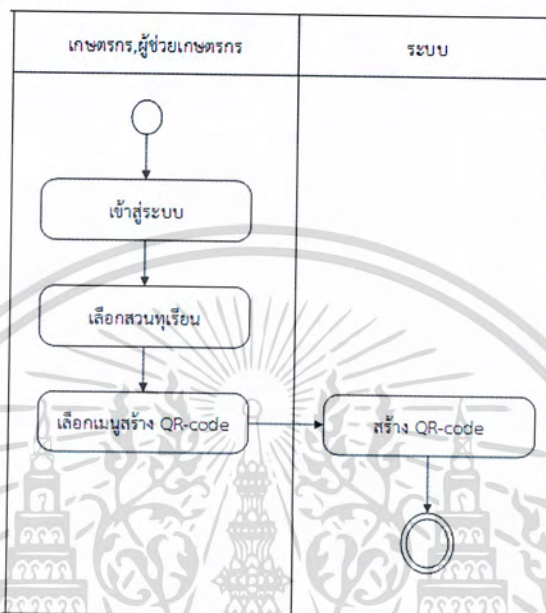 เกษตรกร,ผู้ช่วยเกษตรกร
ระบบ
เข้าสู่ระบบ
เลือกสวนทุเรียน
เลือกเมนูสร้าง QR-code
สร้าง QR-code